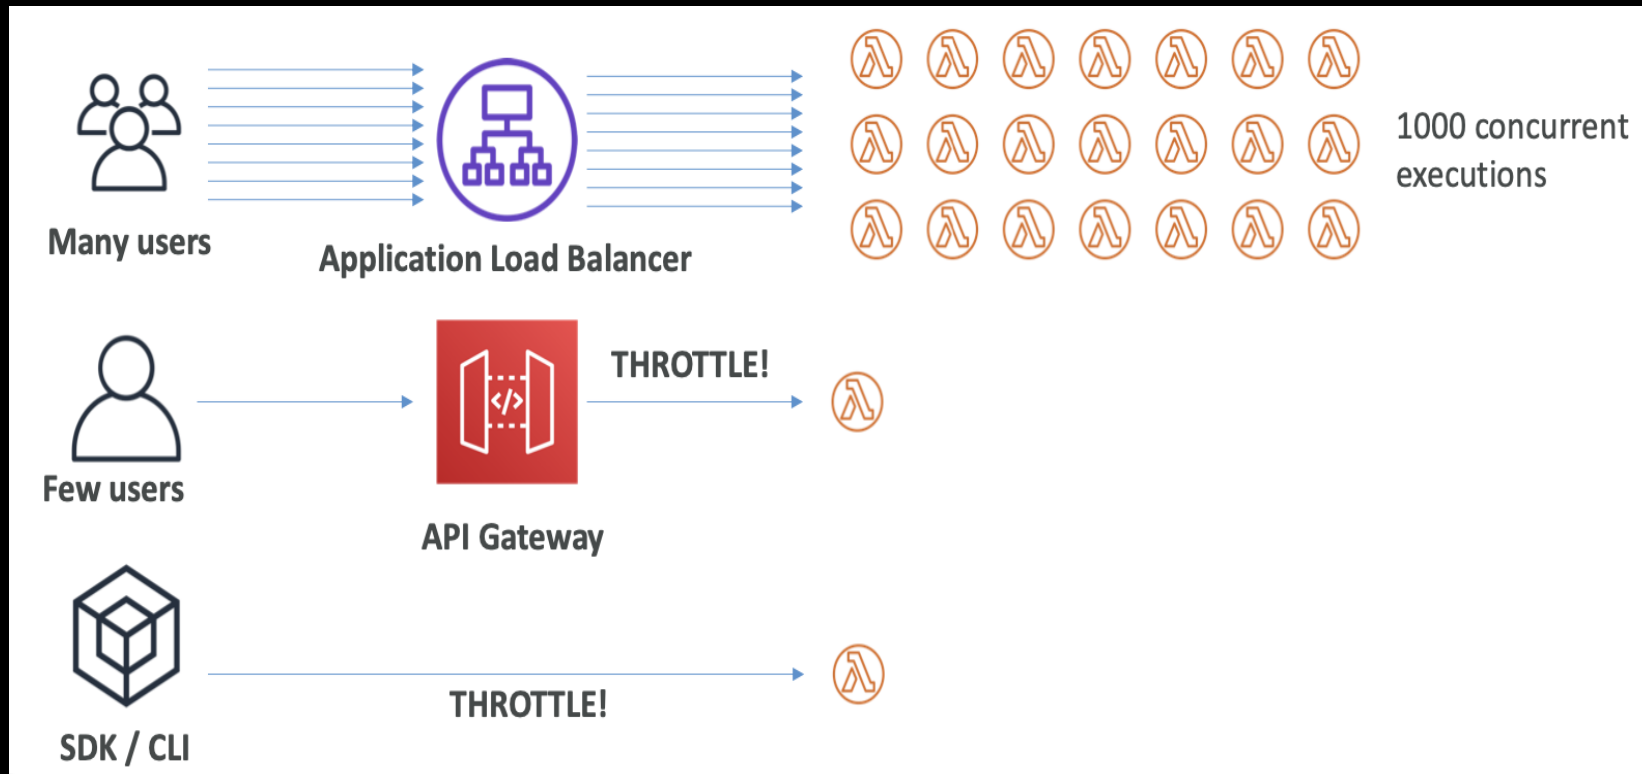 1000 concurrent
executions
Many users
Application Load Balancer
THROTTLE!
</>
Few users
API Gateway
THROTTLE!
SDK / CLI